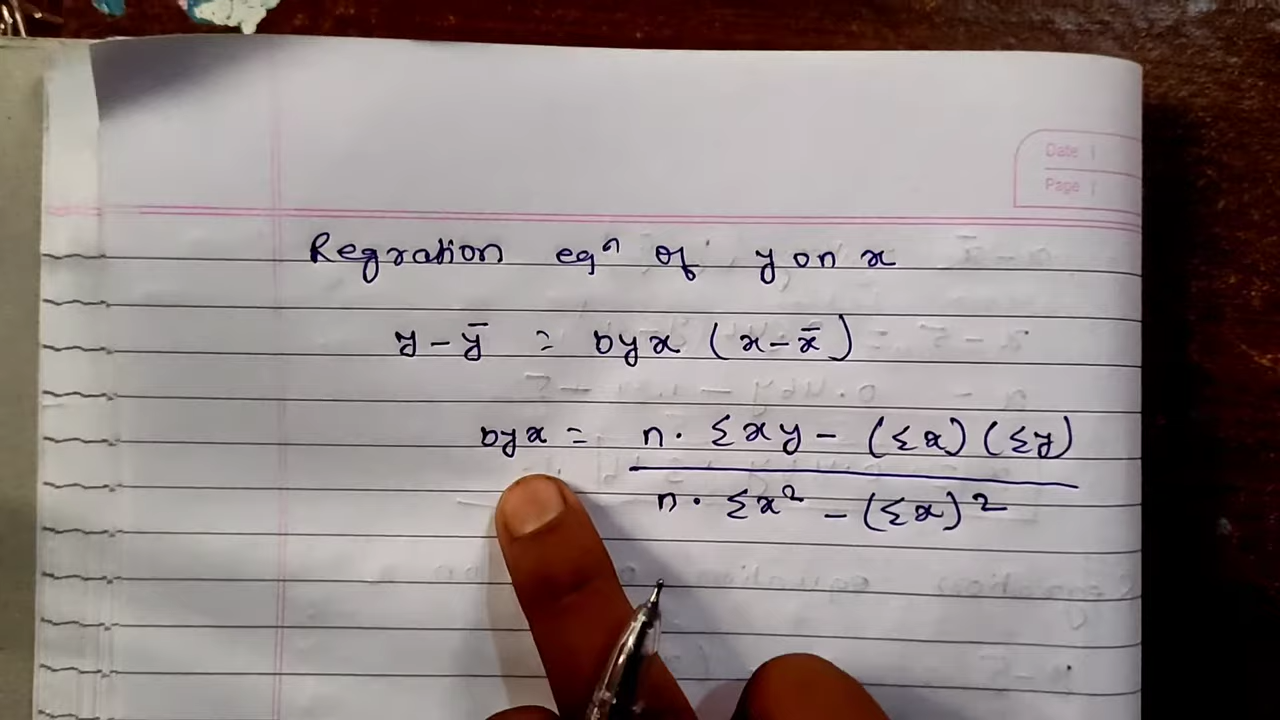 Date
Page
Regration eqⁿ of y on x
y - ȳ = byx (x - x̄)
byx = n · Σxy - (Σx) (Σy)
n · Σx² - (Σx)²